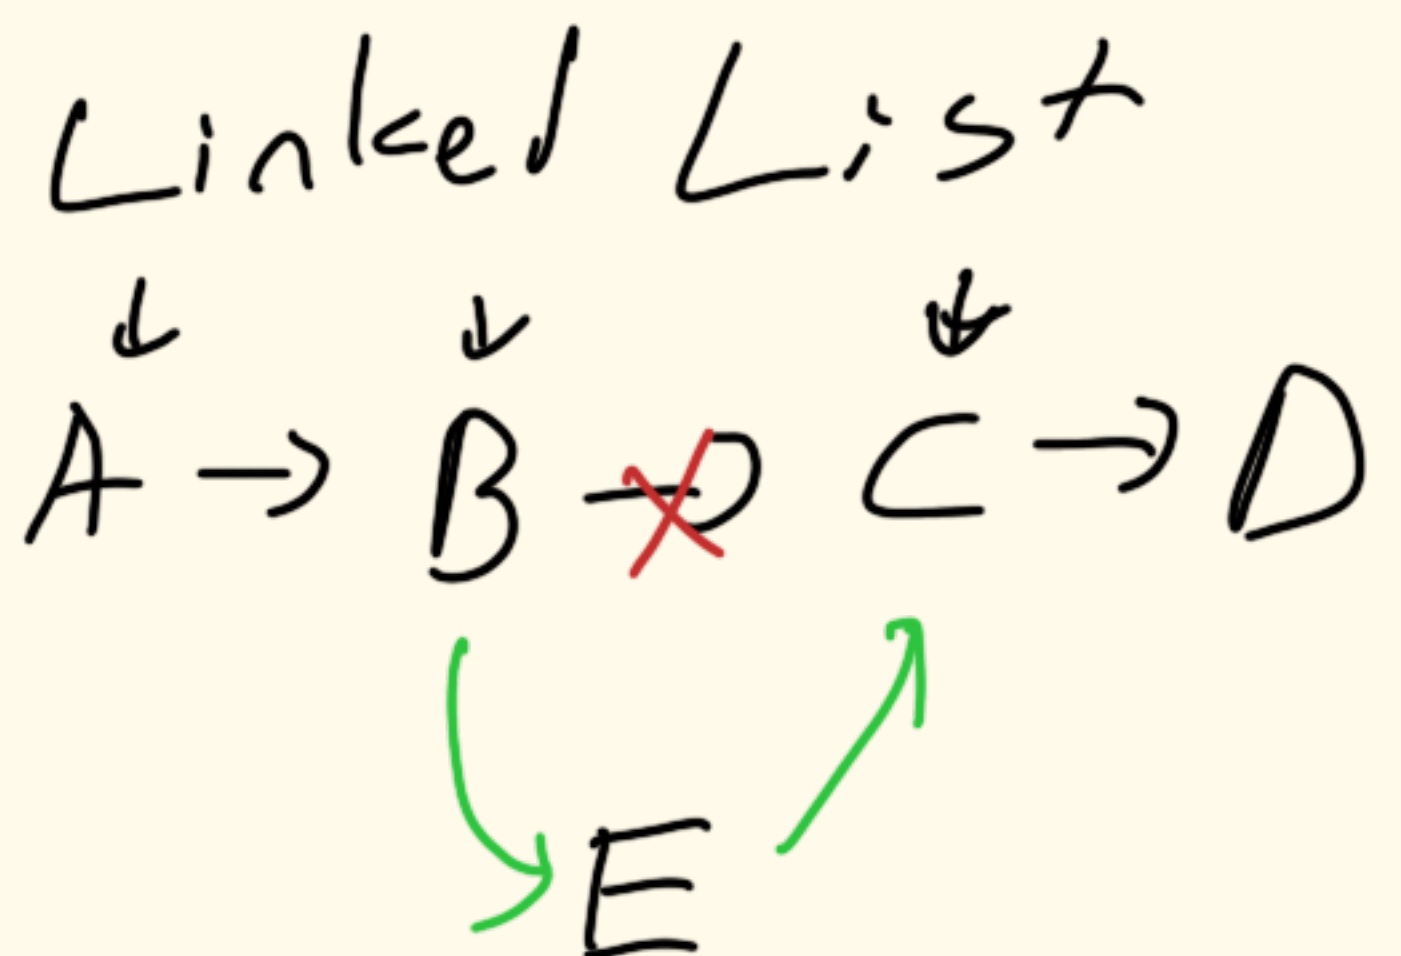 Linked List
A → B → C → D
E